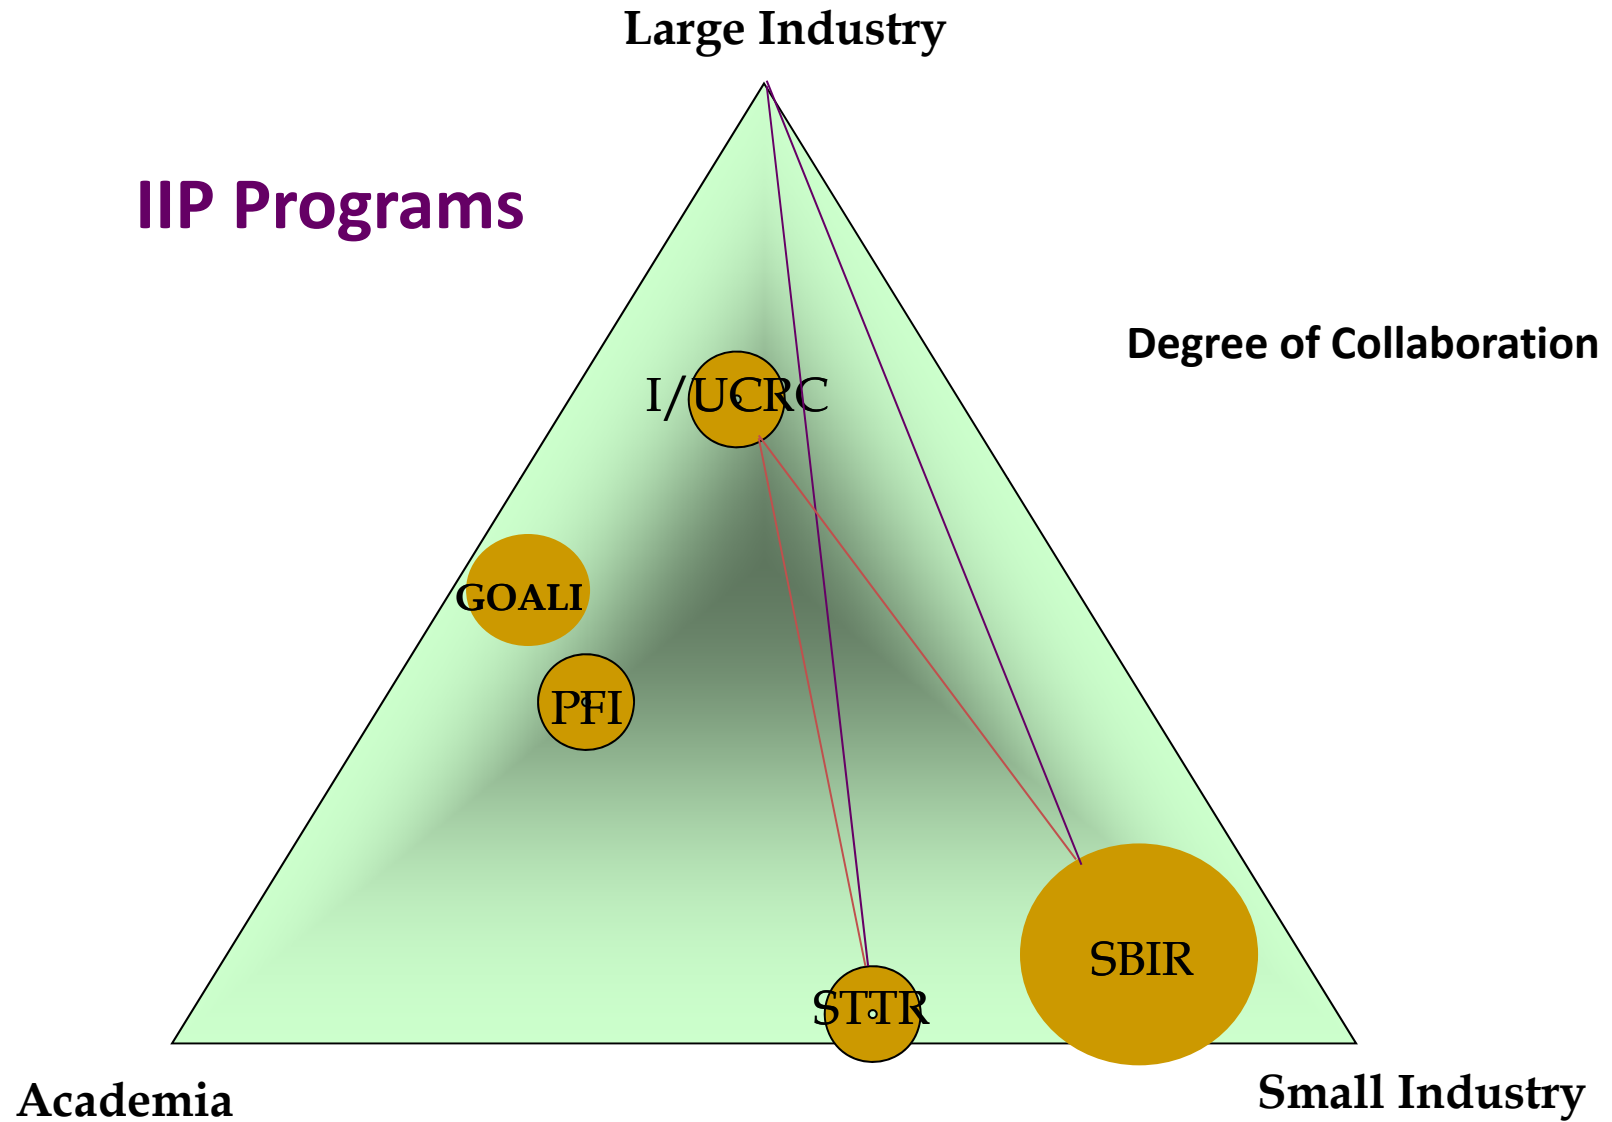 Large Industry
IIP Programs
Degree of Collaboration
I/UCRC
GOALI
PFI
SBIR
STTR
Academia
Small Industry